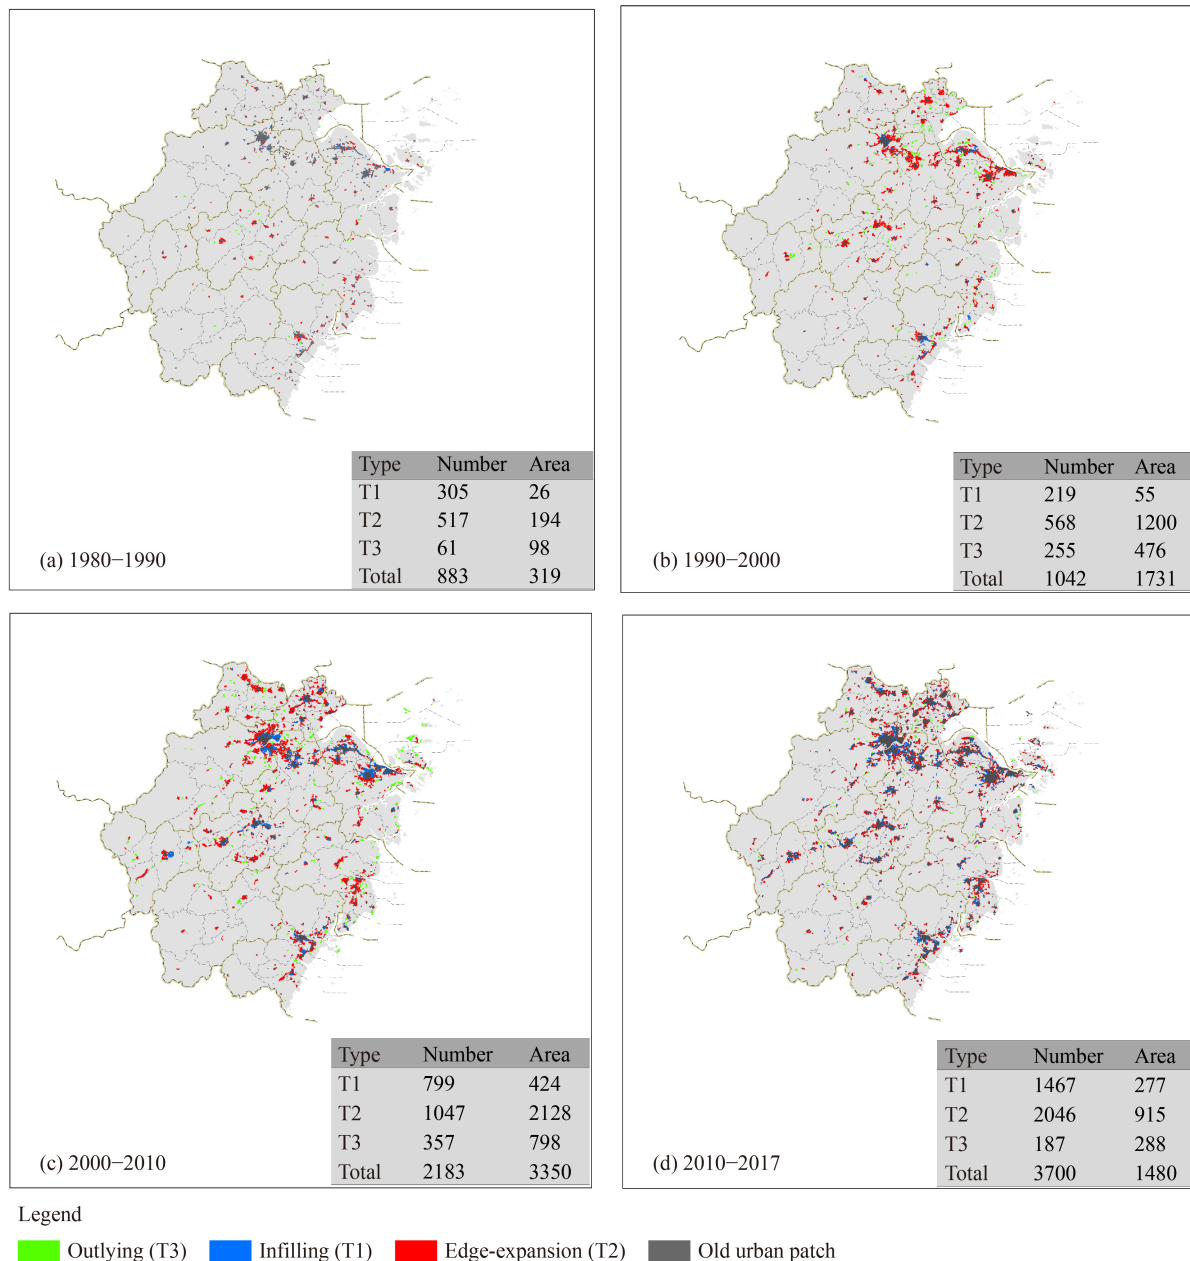 Type Number Area
T1 305 26
T2 517 194
T3 61 98
Total 883 319
(a) 1980−1990
Type Number Area
T1 219 55
T2 568 1200
T3 255 476
Total 1042 1731
(b) 1990−2000
Type Number Area
T1 799 424
T2 1047 2128
T3 357 798
Total 2183 3350
(c) 2000−2010
Type Number Area
T1 1467 277
T2 2046 915
T3 187 288
Total 3700 1480
(d) 2010−2017
Legend
Outlying (T3) Infilling (T1) Edge-expansion (T2) Old urban patch